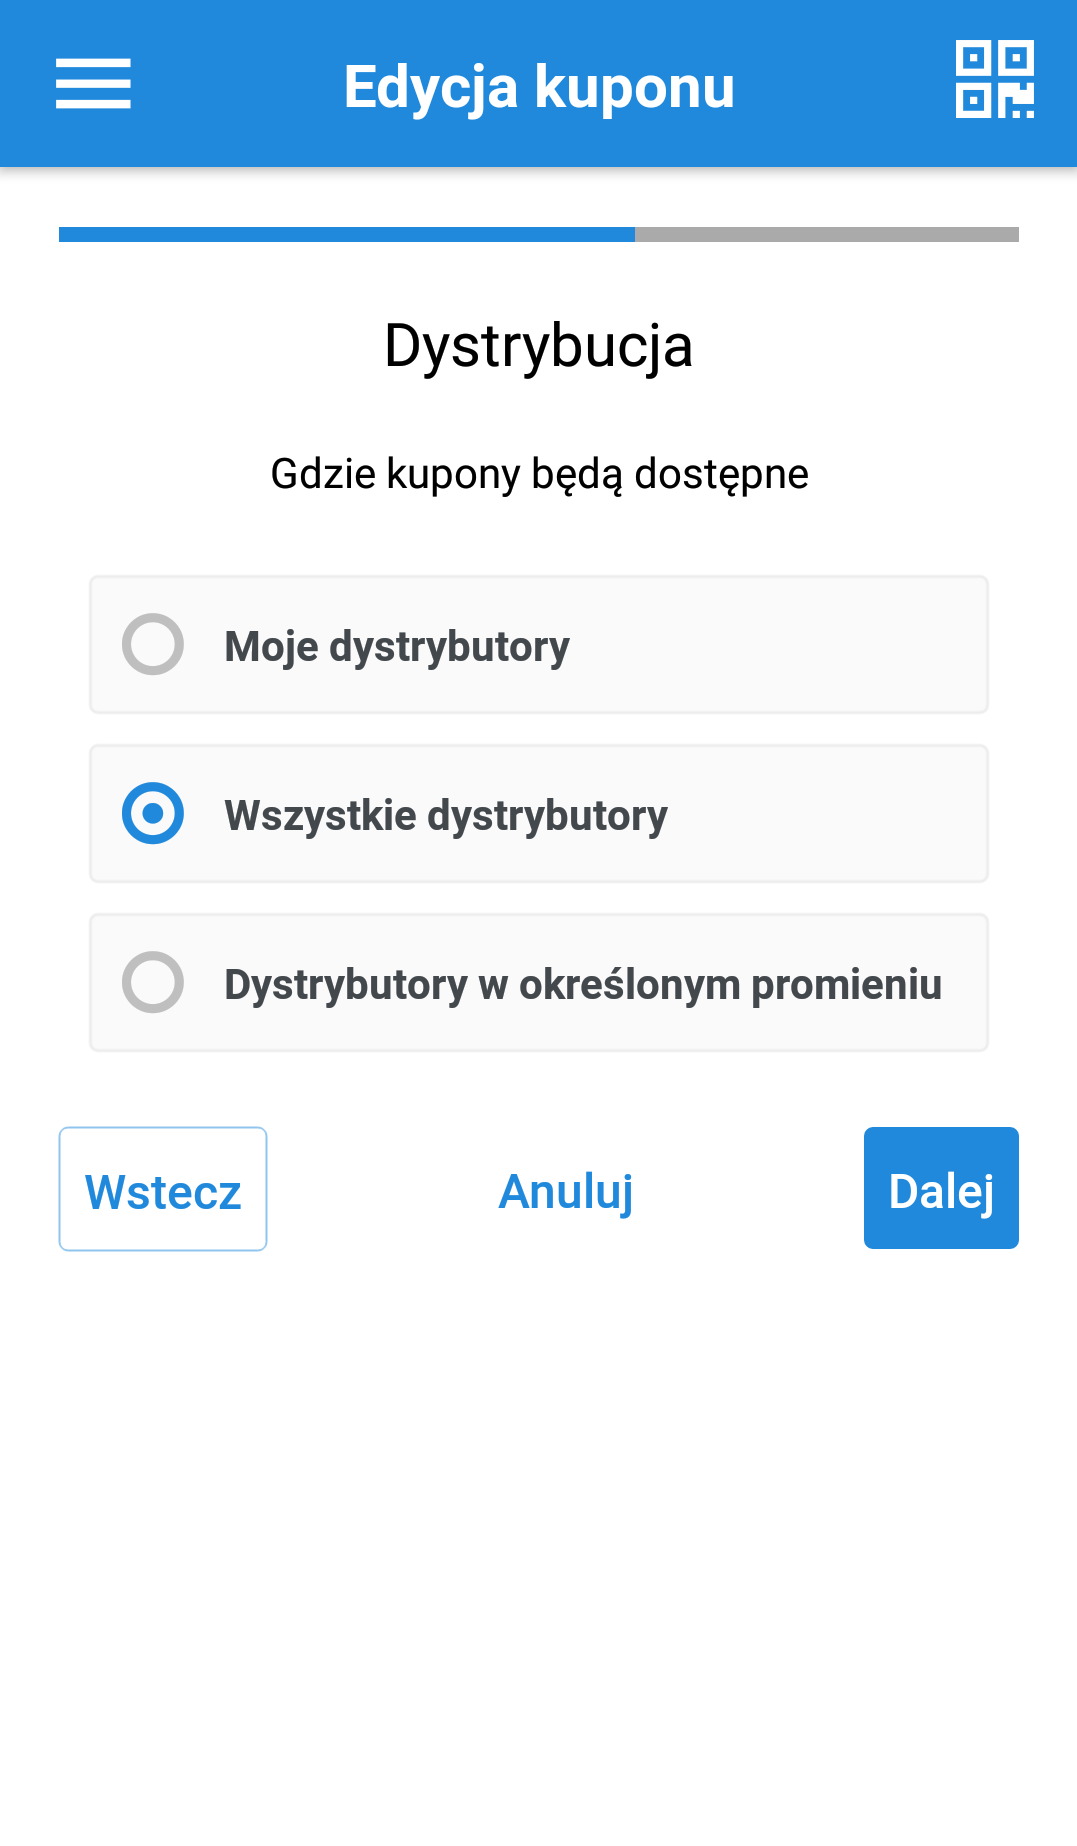 Edycja kuponu
Dystrybucja
Gdzie kupony będą dostępne
Moje dystrybutory
Wszystkie dystrybutory
Dystrybutory w określonym promieniu
Wstecz
Anuluj
Dalej